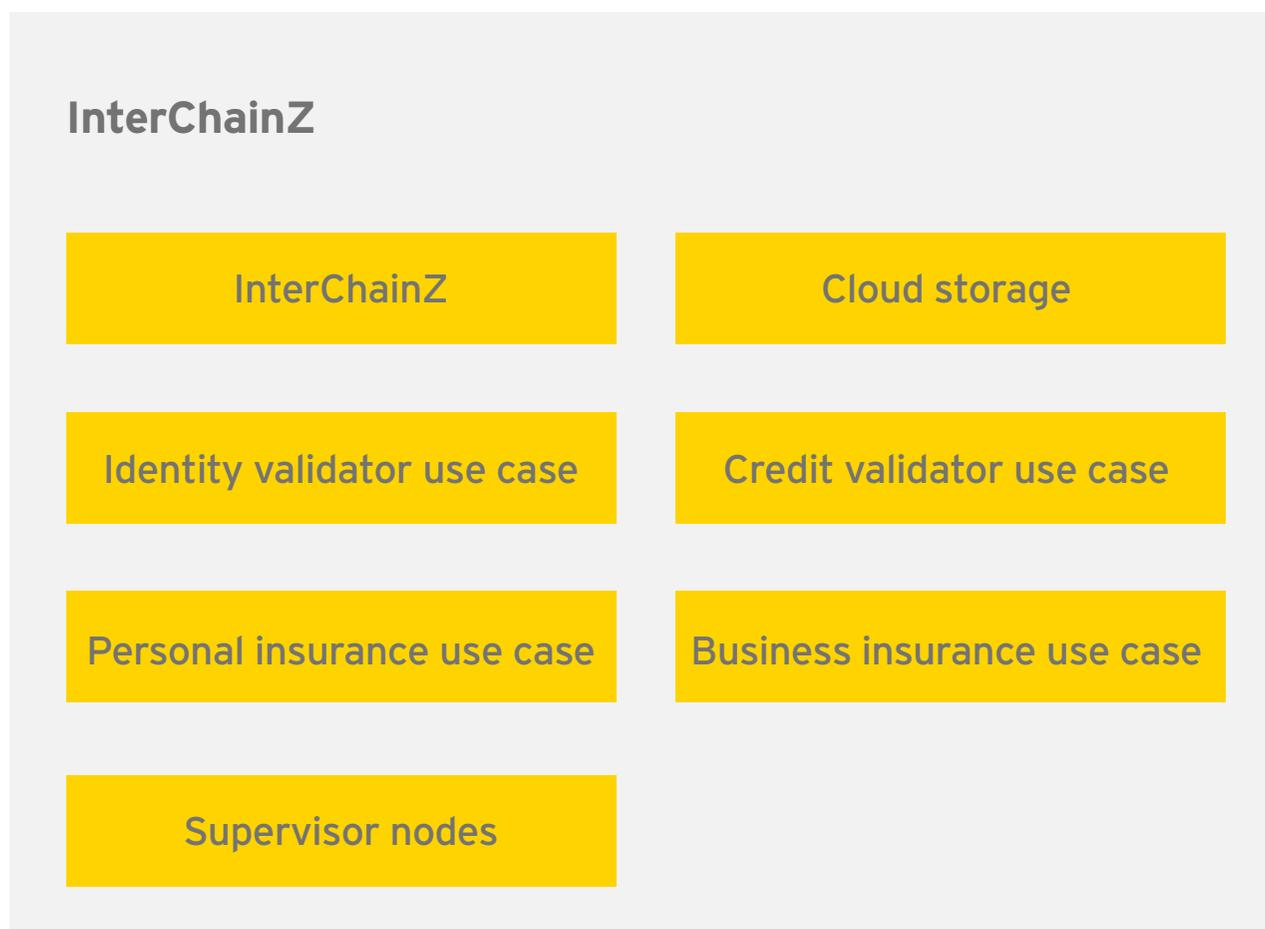 InterChainZ
InterChainZ
Cloud storage
Identity validator use case
Credit validator use case
Personal insurance use case
Business insurance use case
Supervisor nodes